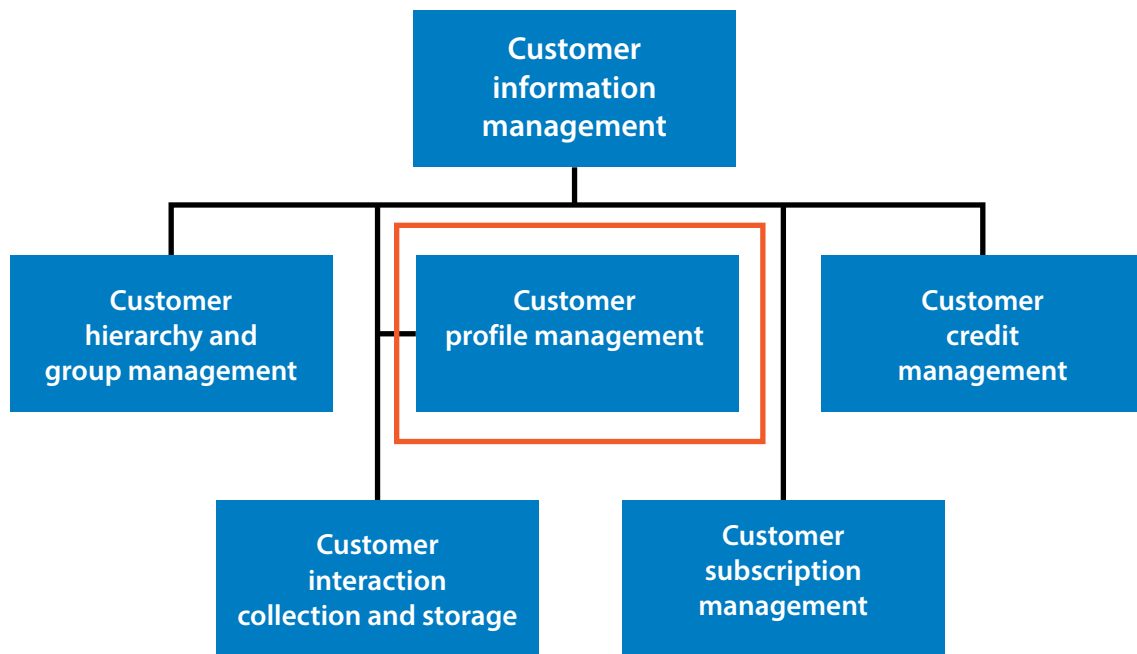 Customer
information
management
Customer
hierarchy and
group management
Customer
profile management
Customer
credit
management
Customer
interaction
collection and storage
Customer
subscription
management